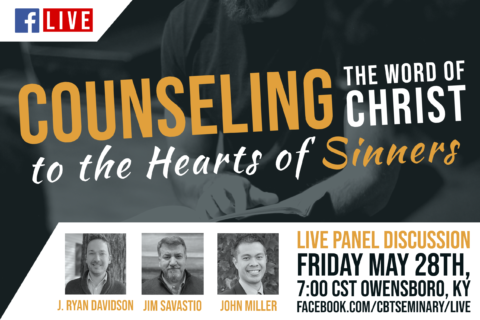 f LIVE
COUNSELING THE WORD OF CHRIST
to the Hearts of Sinners
J. RYAN DAVIDSON
JIM SAVASTIO
JOHN MILLER
LIVE PANEL DISCUSSION
FRIDAY MAY 28TH,
7:00 CST OWENSBORO, KY
FACEBOOK.COM/CBTSEMINARY/LIVE